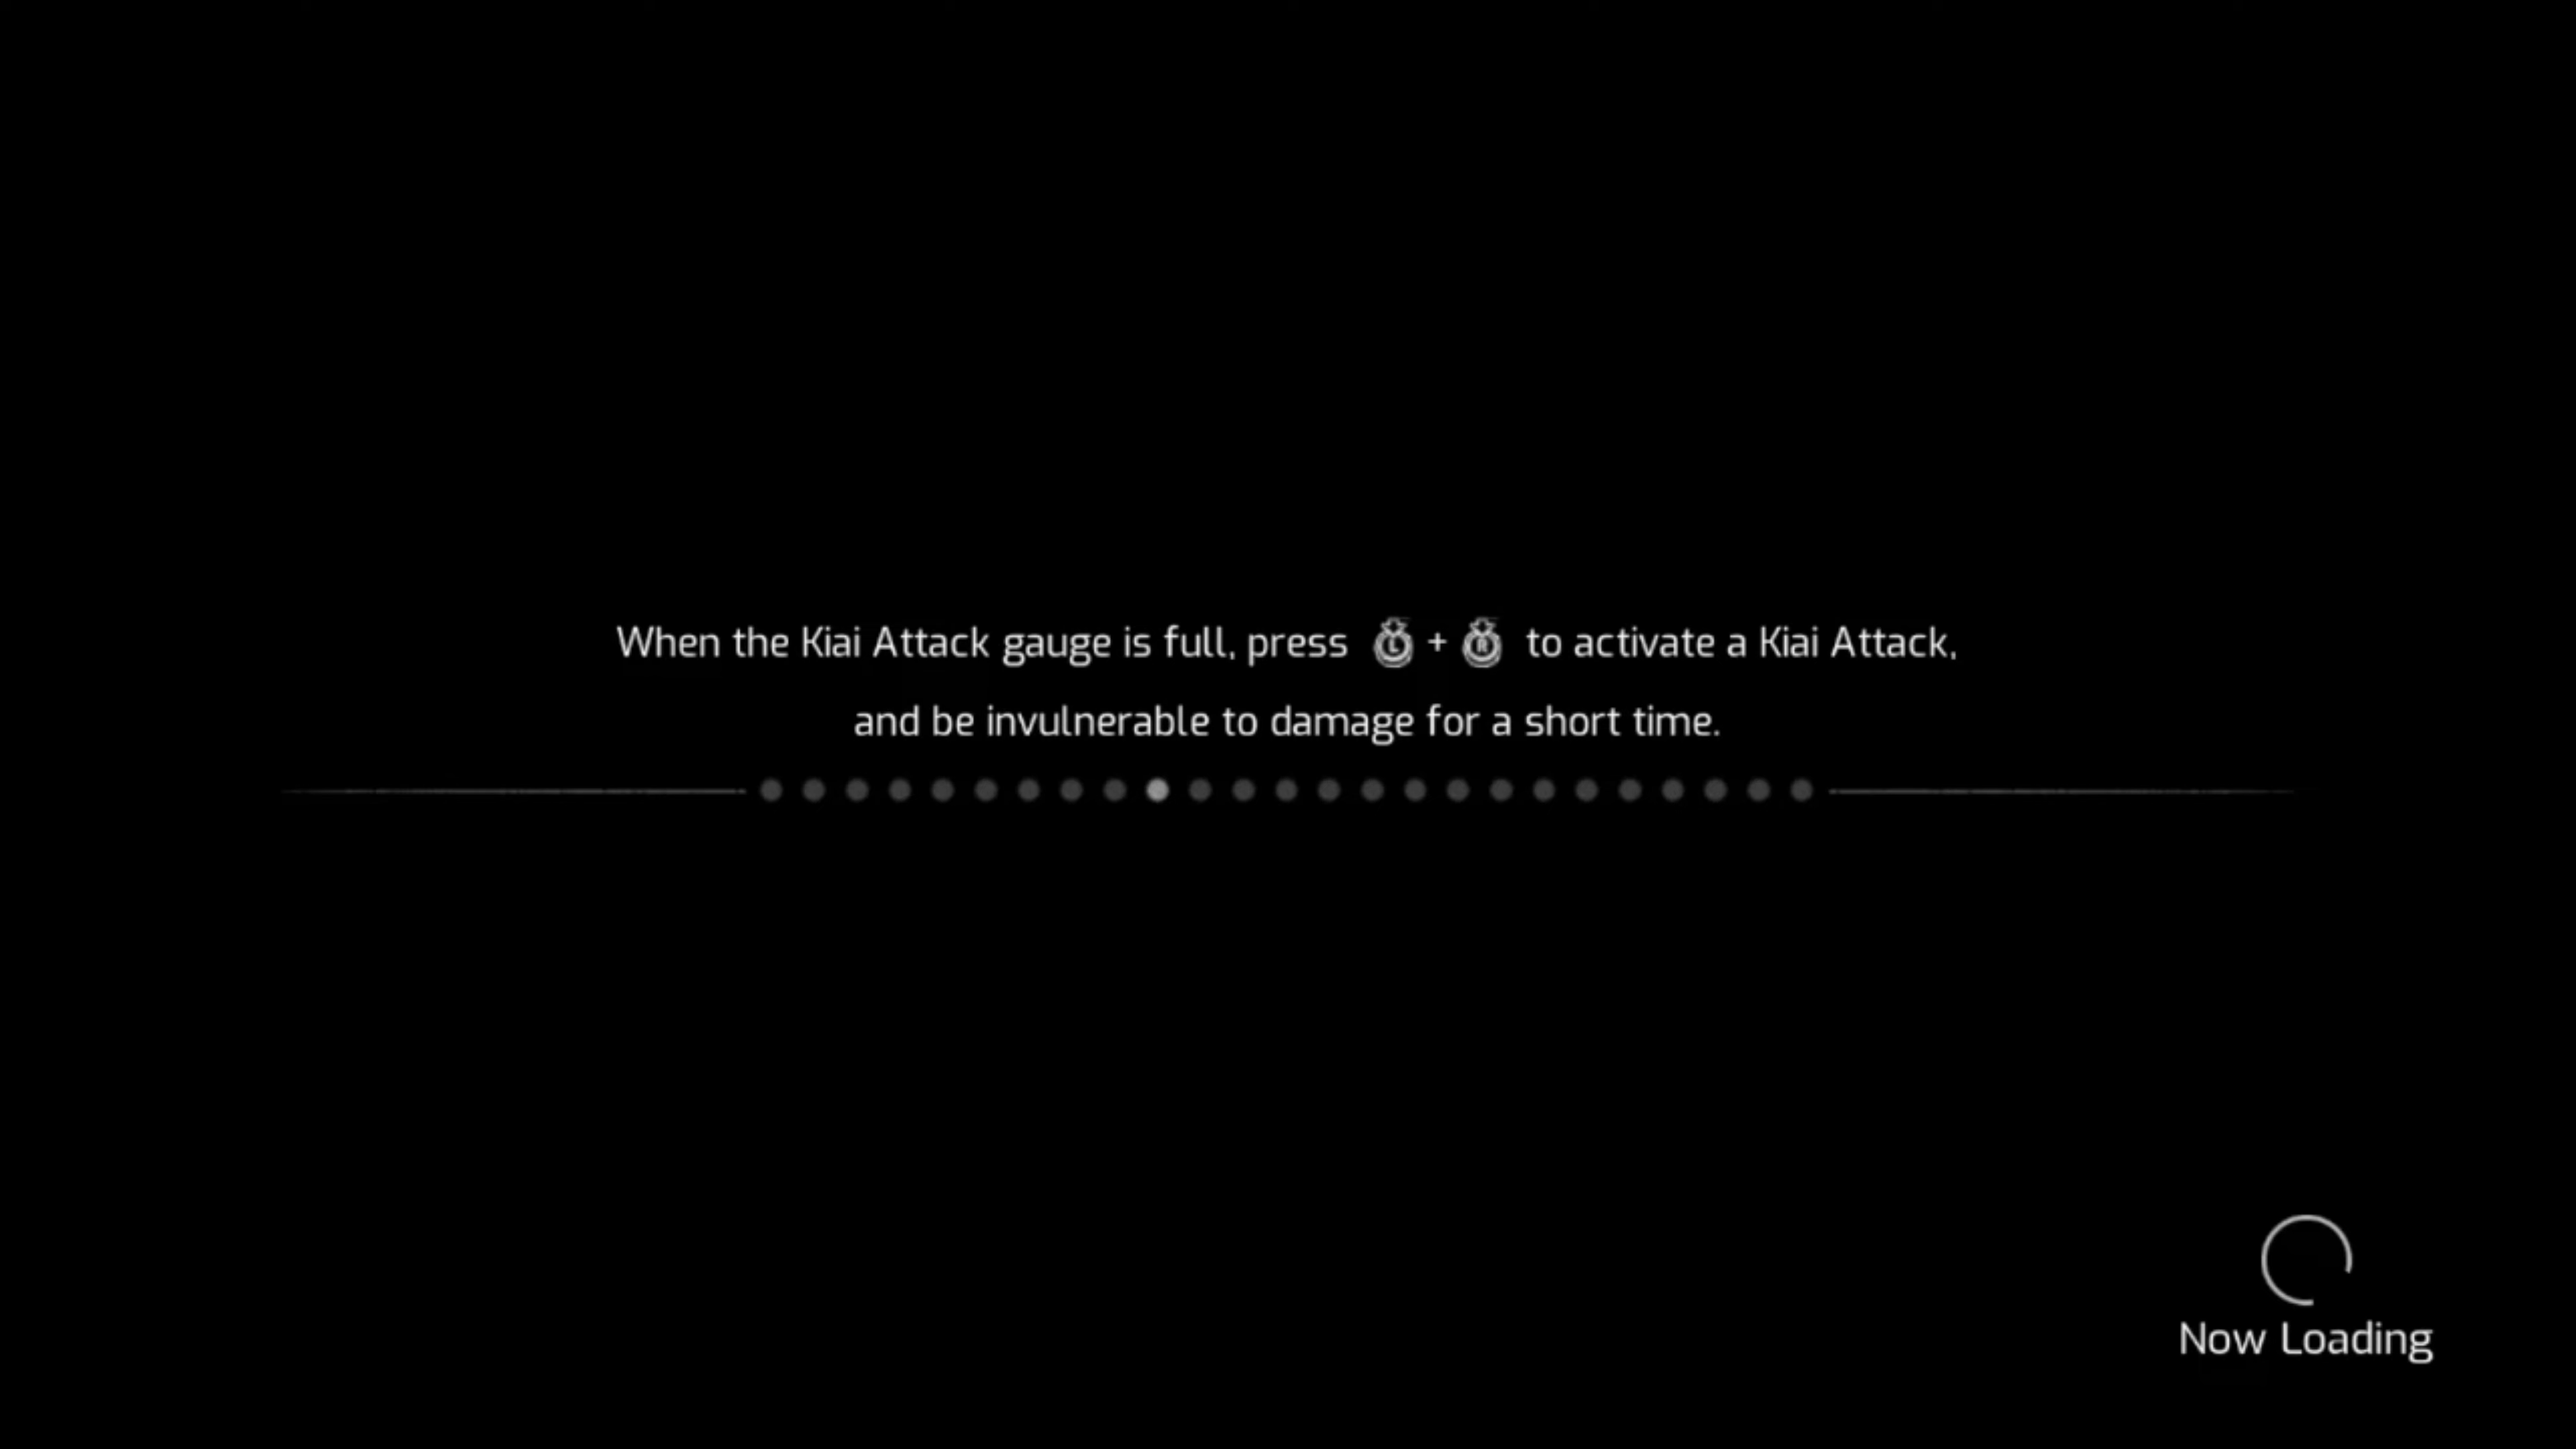 When the Kiai Attack gauge is full, press L + R to activate a Kiai Attack,
and be invulnerable to damage for a short time.
Now Loading